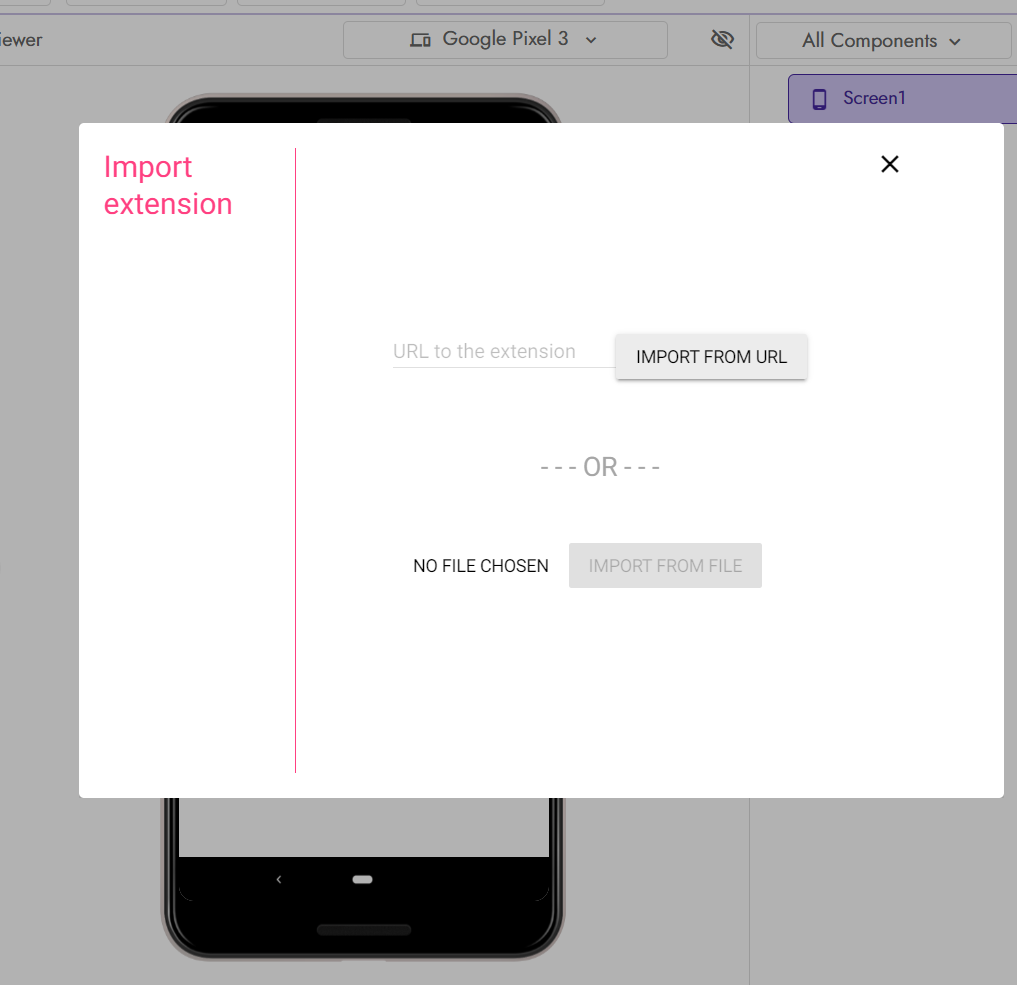 iewer
Google Pixel 3
All Components
Screen1
Import
extension
URL to the extension
IMPORT FROM URL
- - - OR - - -
NO FILE CHOSEN
IMPORT FROM FILE